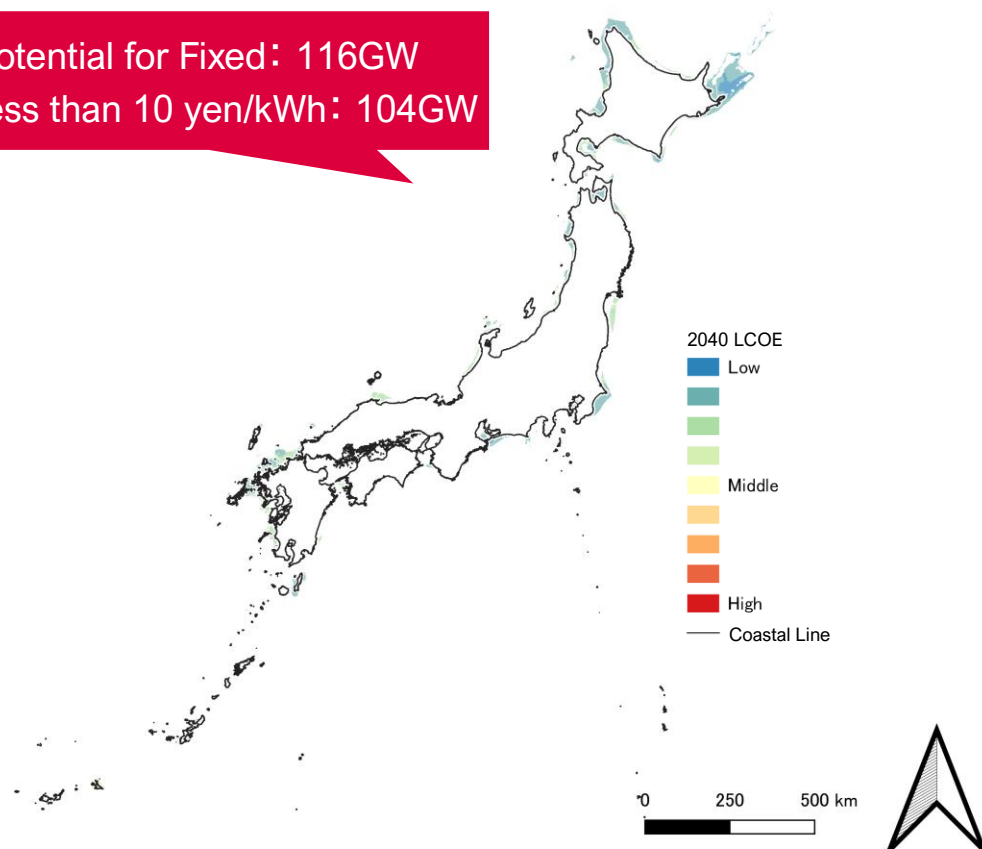 otential for Fixed：116GW
ess than 10 yen/kWh：104GW
2040 LCOE
Low
Middle
High
Coastal Line
0 250 500 km